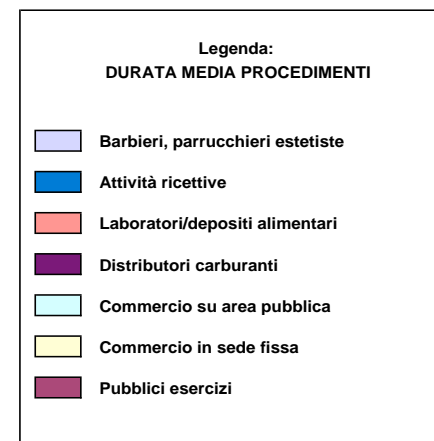 Legenda:
DURATA MEDIA PROCEDIMENTI
Barbieri, parrucchieri estetiste
Attività ricettive
Laboratori/depositi alimentari
Distributori carburanti
Commercio su area pubblica
Commercio in sede fissa
Pubblici esercizi